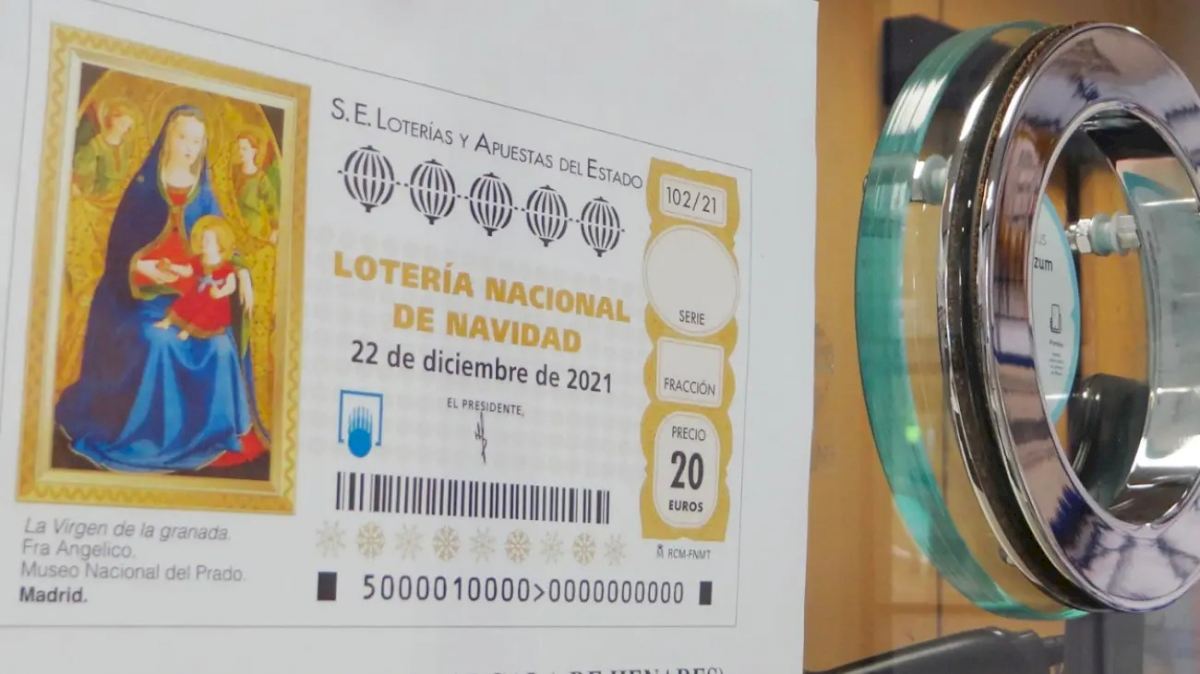 S.E. LOTERÍAS Y APUESTAS DEL ESTADO
LOTERÍA NACIONAL
DE NAVIDAD
22 de diciembre de 2021
EL PRESIDENTE,
102/21
SERIE
FRACCIÓN
PRECIO
20
EUROS
RCM-FNMT
5000010000>0000000000
La Virgen de la granada.
Fra Angelico.
Museo Nacional del Prado.
Madrid.
DE HENARES)
zum